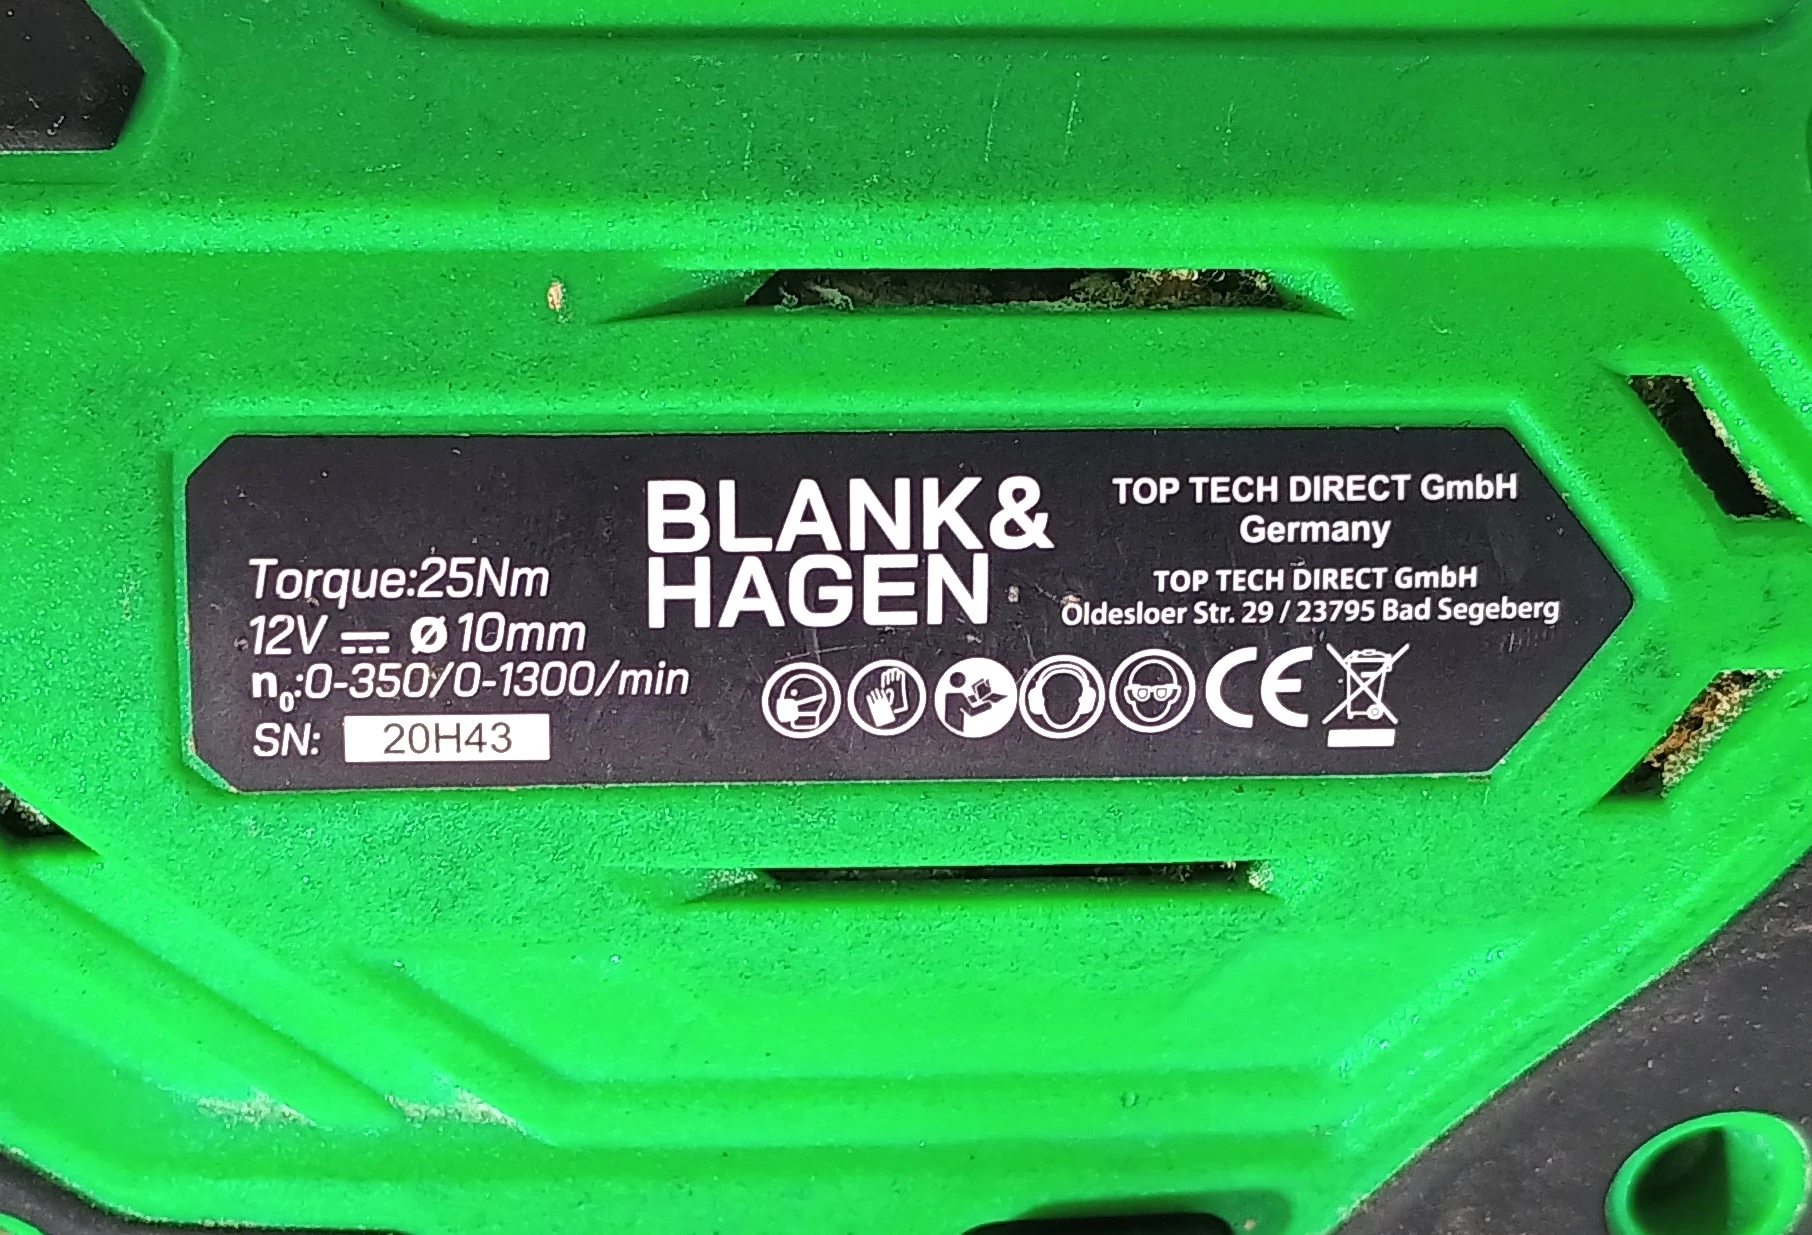 Torque:25Nm
12V ⎓ Ø 10mm
n₀:0-350/0-1300/min
SN: 20H43
BLANK&
HAGEN
TOP TECH DIRECT GmbH
Germany
TOP TECH DIRECT GmbH
Oldesloer Str. 29 / 23795 Bad Segeberg
CE